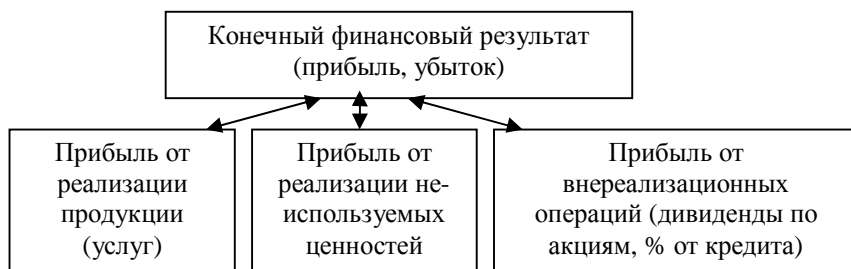 Конечный финансовый результат
(прибыль, убыток)
Прибыль от
реализации
продукции
(услуг)
Прибыль от
реализации не-
используемых
ценностей
Прибыль от
внереализационных
операций (дивиденды по
акциям, % от кредита)